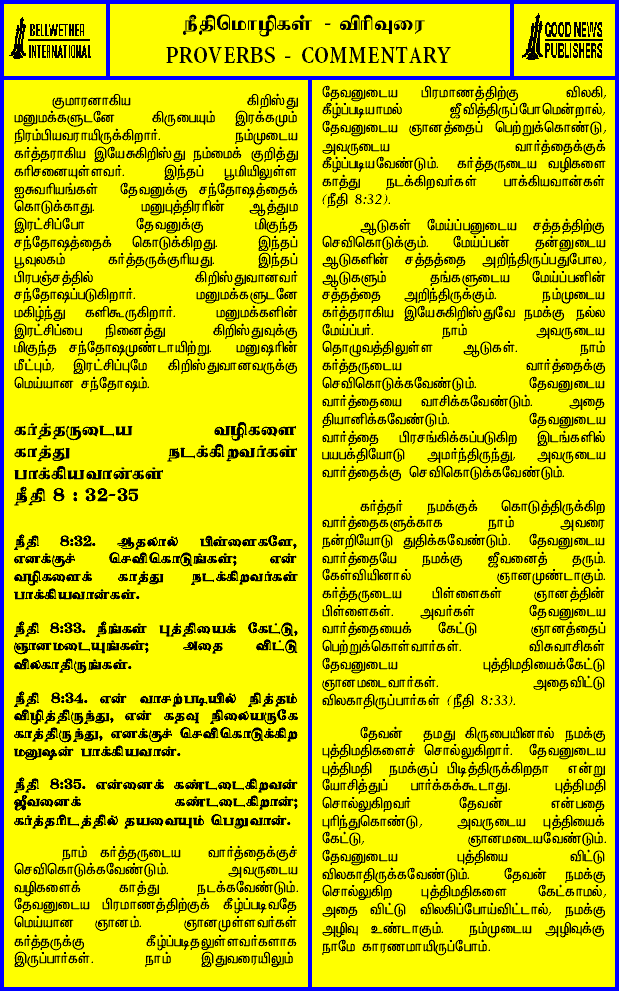 BELLWETHER
INTERNATIONAL
நீதிமொழிகள் - விரிவுரை
PROVERBS - COMMENTARY
GOOD NEWS
PUBLISHERS
குமாரனாகிய கிறிஸ்து
மனுமக்களுடனே கிருபையும் இரக்கமும்
நிரம்பியவராயிருக்கிறார். நம்முடைய
கர்த்தராகிய இயேசுகிறிஸ்து நம்மைக் குறித்து
கரிசனையுள்ளவர். இந்தப் பூமியிலுள்ள
ஐசுவரியங்கள் தேவனுக்கு சந்தோஷத்தைக்
கொடுக்காது. மனுபுத்திரரின் ஆத்தும
இரட்சிப்போ தேவனுக்கு மிகுந்த
சந்தோஷத்தைக் கொடுக்கிறது. இந்தப்
பூவுலகம் கர்த்தருக்குரியது. இந்தப்
பிரபஞ்சத்தில் கிறிஸ்துவானவர்
சந்தோஷப்படுகிறார். மனுமக்களுடனே
மகிழ்ந்து களிகூருகிறார். மனுமக்களின்
இரட்சிப்பை நினைத்து கிறிஸ்துவுக்கு
மிகுந்த சந்தோஷமுண்டாயிற்று. மனுஷரின்
மீட்பும், இரட்சிப்புமே கிறிஸ்துவானவருக்கு
மெய்யான சந்தோஷம்.
கர்த்தருடைய வழிகளை
காத்து நடக்கிறவர்கள்
பாக்கியவான்கள்
நீதி 8 : 32-35
நீதி 8:32. ஆதலால் பிள்ளைகளே,
எனக்குச் செவிகொடுங்கள்; என்
வழிகளைக் காத்து நடக்கிறவர்கள்
பாக்கியவான்கள்.
நீதி 8:33. நீங்கள் புத்தியைக் கேட்டு,
ஞானமடையுங்கள்; அதை விட்டு
விலகாதிருங்கள்.
நீதி 8:34. என் வாசற்படியில் நித்தம்
விழித்திருந்து, என் கதவு நிலையருகே
காத்திருந்து, எனக்குச் செவிகொடுக்கிற
மனுஷன் பாக்கியவான்.
நீதி 8:35. என்னைக் கண்டடைகிறவன்
ஜீவனைக் கண்டடைகிறான்;
கர்த்தரிடத்தில் தயவையும் பெறுவான்.
நாம் கர்த்தருடைய வார்த்தைக்குச்
செவிகொடுக்கவேண்டும். அவருடைய
வழிகளைக் காத்து நடக்கவேண்டும்.
தேவனுடைய பிரமாணத்திற்குக் கீழ்ப்படிவதே
மெய்யான ஞானம். ஞானமுள்ளவர்கள்
கர்த்தருக்கு கீழ்ப்படிதலுள்ளவர்களாக
இருப்பார்கள். நாம் இதுவரையிலும்
தேவனுடைய பிரமாணத்திற்கு விலகி,
கீழ்ப்படியாமல் ஜீவித்திருப்போமென்றால்,
தேவனுடைய ஞானத்தைப் பெற்றுக்கொண்டு,
அவருடைய வார்த்தைக்குக்
கீழ்ப்படியவேண்டும். கர்த்தருடைய வழிகளை
காத்து நடக்கிறவர்கள் பாக்கியவான்கள்
(நீதி 8:32).
ஆடுகள் மேய்ப்பனுடைய சத்தத்திற்கு
செவிகொடுக்கும். மேய்ப்பன் தன்னுடைய
ஆடுகளின் சத்தத்தை அறிந்திருப்பதுபோல,
ஆடுகளும் தங்களுடைய மேய்ப்பனின்
சத்தத்தை அறிந்திருக்கும். நம்முடைய
கர்த்தராகிய இயேசுகிறிஸ்துவே நமக்கு நல்ல
மேய்ப்பர். நாம் அவருடைய
தொழுவத்திலுள்ள ஆடுகள். நாம்
கர்த்தருடைய வார்த்தைக்கு
செவிகொடுக்கவேண்டும். தேவனுடைய
வார்த்தையை வாசிக்கவேண்டும். அதை
தியானிக்கவேண்டும். தேவனுடைய
வார்த்தை பிரசங்கிக்கப்படுகிற இடங்களில்
பயபக்தியோடு அமர்ந்திருந்து, அவருடைய
வார்த்தைக்கு செவிகொடுக்கவேண்டும்.
கர்த்தர் நமக்குக் கொடுத்திருக்கிற
வார்த்தைகளுக்காக நாம் அவரை
நன்றியோடு துதிக்கவேண்டும். தேவனுடைய
வார்த்தையே நமக்கு ஜீவனைத் தரும்.
கேள்வியினால் ஞானமுண்டாகும்.
கர்த்தருடைய பிள்ளைகள் ஞானத்தின்
பிள்ளைகள். அவர்கள் தேவனுடைய
வார்த்தையைக் கேட்டு ஞானத்தைப்
பெற்றுக்கொள்வார்கள். விசுவாசிகள்
தேவனுடைய புத்திமதியைக்கேட்டு
ஞானமடைவார்கள். அதைவிட்டு
விலகாதிருப்பார்கள் (நீதி 8:33).
தேவன் தமது கிருபையினால் நமக்கு
புத்திமதிகளைச் சொல்லுகிறார். தேவனுடைய
புத்திமதி நமக்குப் பிடித்திருக்கிறதா என்று
யோசித்துப் பார்க்கக்கூடாது. புத்திமதி
சொல்லுகிறவர் தேவன் என்பதை
புரிந்துகொண்டு, அவருடைய புத்தியைக்
கேட்டு, ஞானமடையவேண்டும்.
தேவனுடைய புத்தியை விட்டு
விலகாதிருக்கவேண்டும். தேவன் நமக்கு
சொல்லுகிற புத்திமதிகளை கேட்காமல்,
அதை விட்டு விலகிப்போய்விட்டால், நமக்கு
அழிவு உண்டாகும். நம்முடைய அழிவுக்கு
நாமே காரணமாயிருப்போம்.